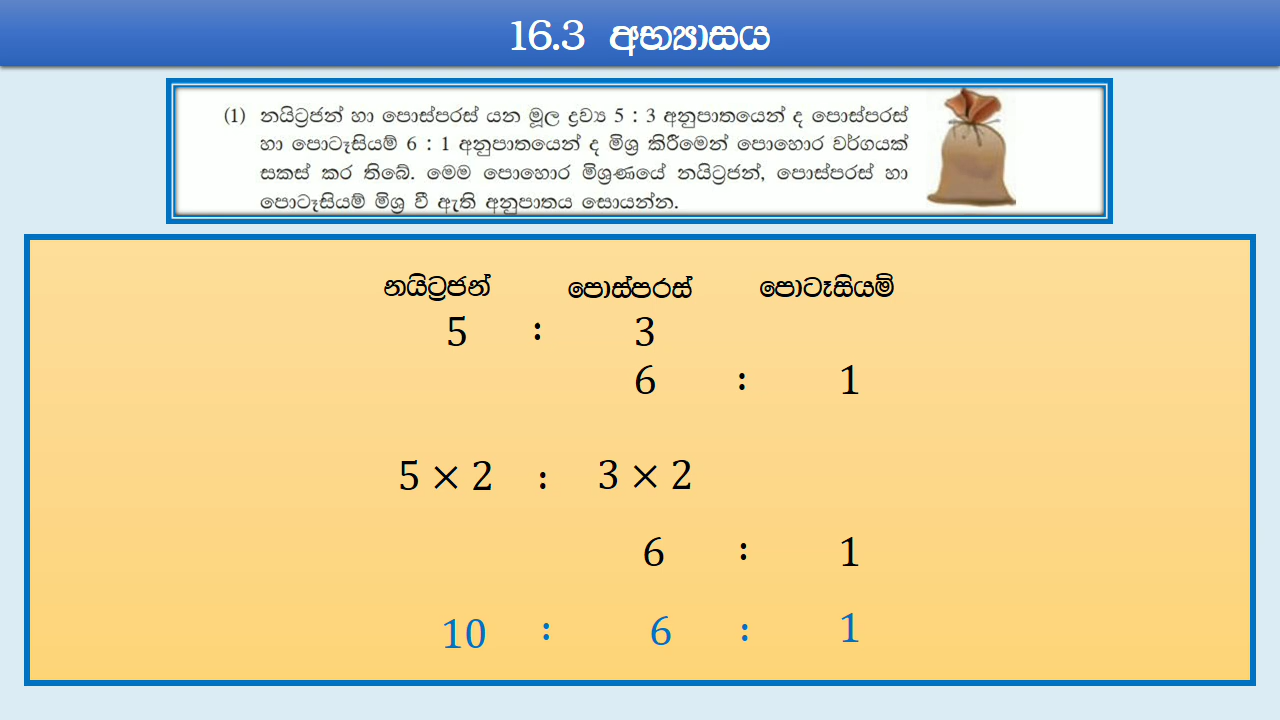 16.3 අභ්‍යාසය
(1) නයිට්‍රජන් හා පොස්පරස් යන මූල ද්‍රව්‍ය 5 : 3 අනුපාතයෙන් ද පොස්පරස්
හා පොටෑසියම් 6 : 1 අනුපාතයෙන් ද මිශ්‍ර කිරීමෙන් පොහොර වර්ගයක්
සකස් කර තිබේ. මෙම පොහොර මිශ්‍රණයේ නයිට්‍රජන්, පොස්පරස් හා
පොටෑසියම් මිශ්‍ර වී ඇති අනුපාතය සොයන්න.
නයිට්‍රජන් පොස්පරස් පොටෑසියම්
5 : 3
6 : 1
5 × 2 : 3 × 2
6 : 1
10 : 6 : 1